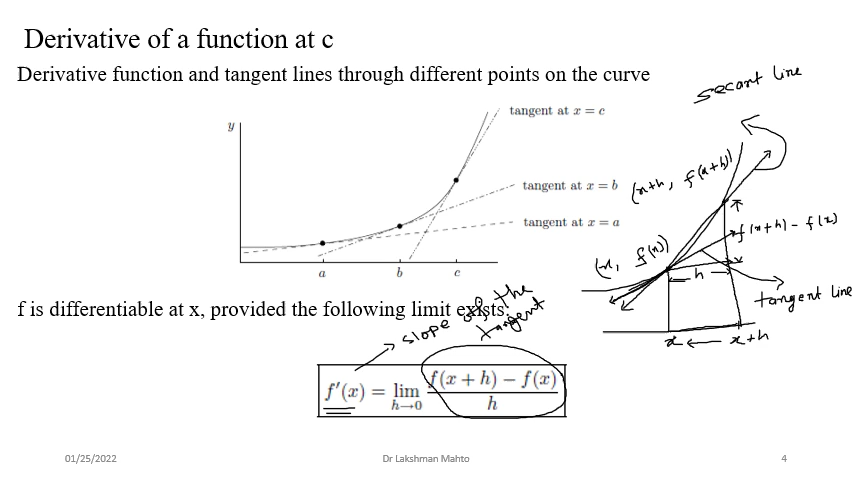 Derivative of a function at c
Derivative function and tangent lines through different points on the curve
secant line
y
tangent at x = c
tangent at x = b
tangent at x = a
a b c
(x+h, f(x+h))
(x, f(x))
f(x+h) - f(x)
h
tangent line
x ← x+h
f is differentiable at x, provided the following limit exists:
slope of the
tangent
f′(x) = lim h→0 f(x + h) − f(x) / h
01/25/2022 Dr Lakshman Mahto 4